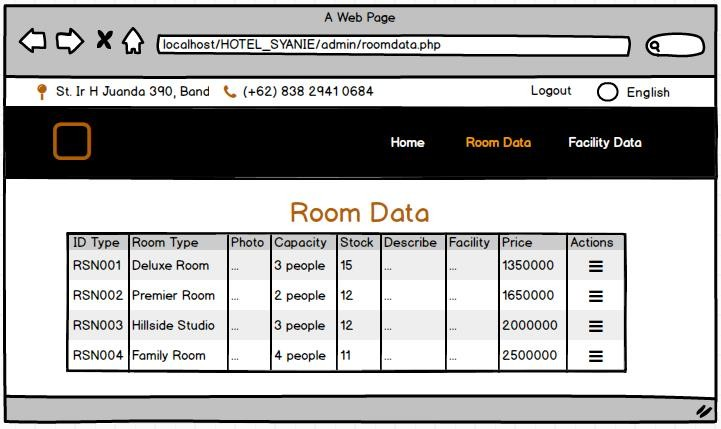 A Web Page
localhost/HOTEL_SYANIE/admin/roomdata.php
St. Ir H Juanda 390, Band (+62) 838 2941 0684 Logout English
Home Room Data Facility Data
Room Data
ID Type Room Type Photo Capacity Stock Describe Facility Price Actions
RSN001 Deluxe Room ... 3 people 15 ... ... 1350000
RSN002 Premier Room ... 2 people 12 ... ... 1650000
RSN003 Hillside Studio ... 3 people 12 ... ... 2000000
RSN004 Family Room ... 4 people 11 ... ... 2500000